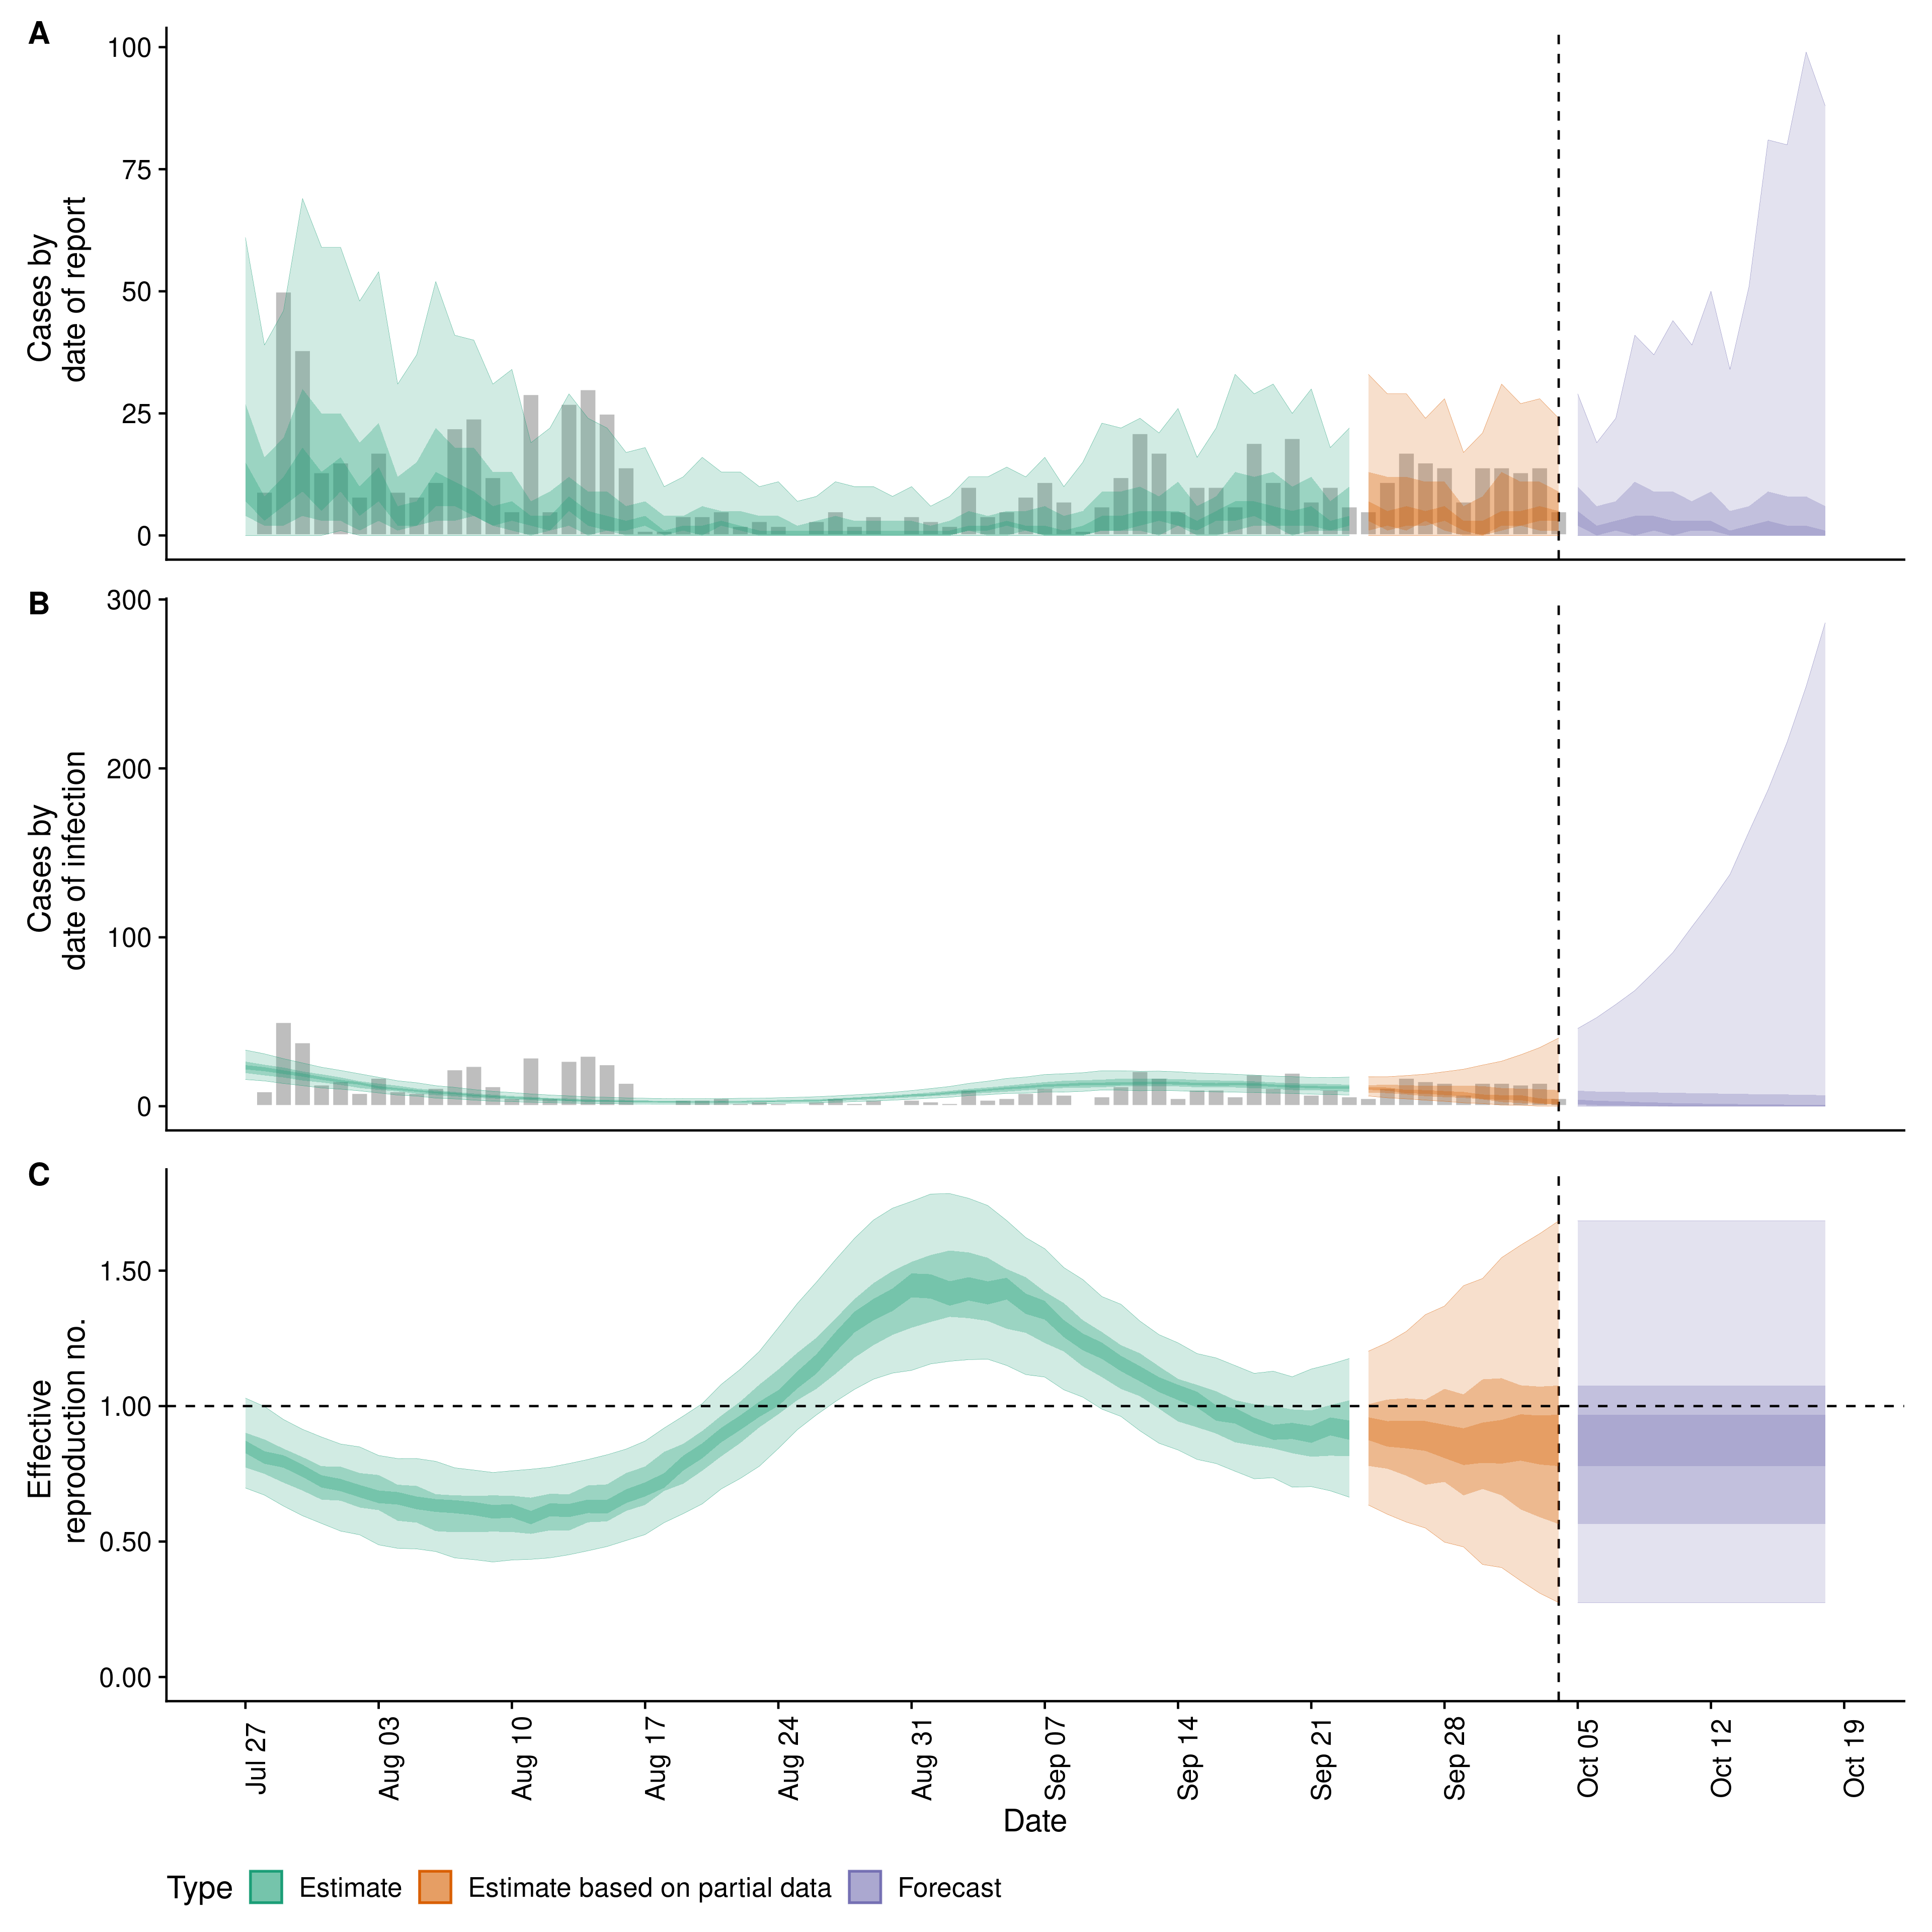 A
Cases by
date of report
100
75
50
25
0
B
Cases by
date of infection
300
200
100
0
C
Effective
reproduction no.
1.50
1.00
0.50
0.00
Jul 27
Aug 03
Aug 10
Aug 17
Aug 24
Aug 31
Sep 07
Sep 14
Sep 21
Sep 28
Oct 05
Oct 12
Oct 19
Date
Type Estimate Estimate based on partial data Forecast